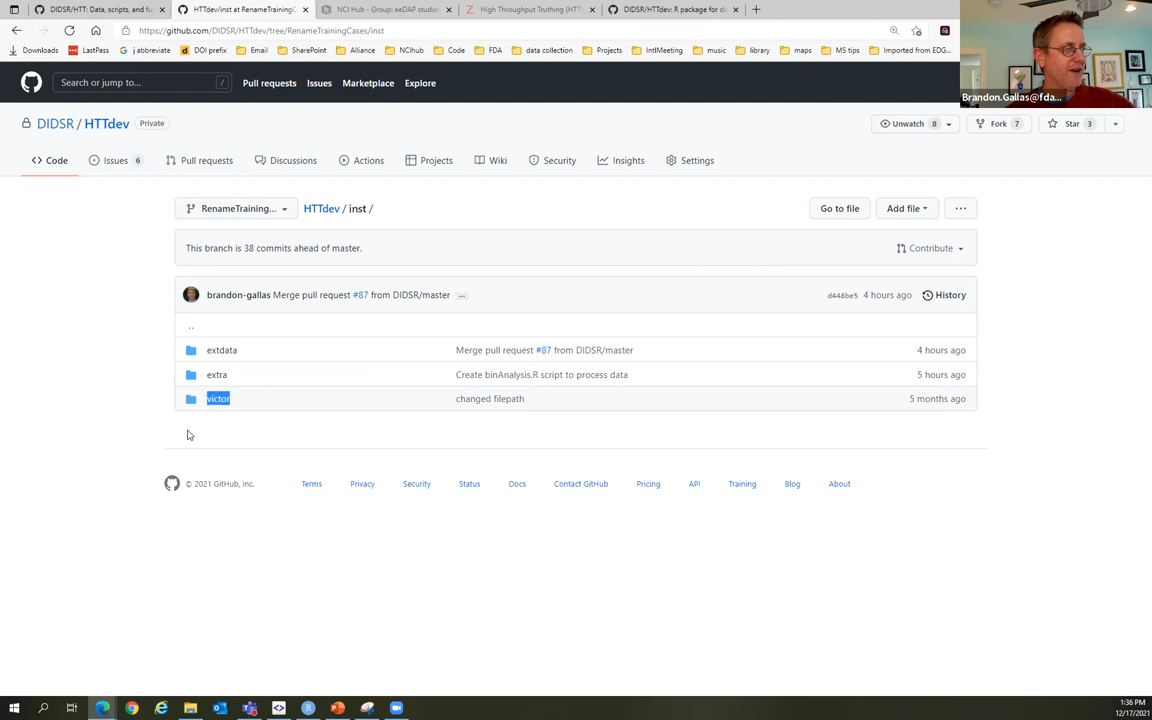 DIDSR/HTT: Data, scripts, and fu
HTTdev/inst at RenameTrainingC
NCI Hub - Group: eeDAP studie
High Throughput Truthing (HTT
DIDSR/HTTdev: R package for d
https://github.com/DIDSR/HTTdev/tree/RenameTrainingCases/inst
Downloads LastPass j abbreviate DOI prefix Email SharePoint Alliance NCIhub Code FDA data collection Projects IntlMeeting music library maps MS tips Imported from EDG...
Brandon.Gallas@fda...
Search or jump to... / Pull requests Issues Marketplace Explore
DIDSR / HTTdev Private Unwatch 8 Fork 7 Star 3
Code Issues 6 Pull requests Discussions Actions Projects Wiki Security Insights Settings
RenameTraining... HTTdev / inst / Go to file Add file ...
This branch is 38 commits ahead of master. Contribute
brandon-gallas Merge pull request #87 from DIDSR/master ... d448be5 4 hours ago History
..
extdata Merge pull request #87 from DIDSR/master 4 hours ago
extra Create binAnalysis.R script to process data 5 hours ago
victor changed filepath 5 months ago
© 2021 GitHub, Inc. Terms Privacy Security Status Docs Contact GitHub Pricing API Training Blog About
1:36 PM
12/17/2021